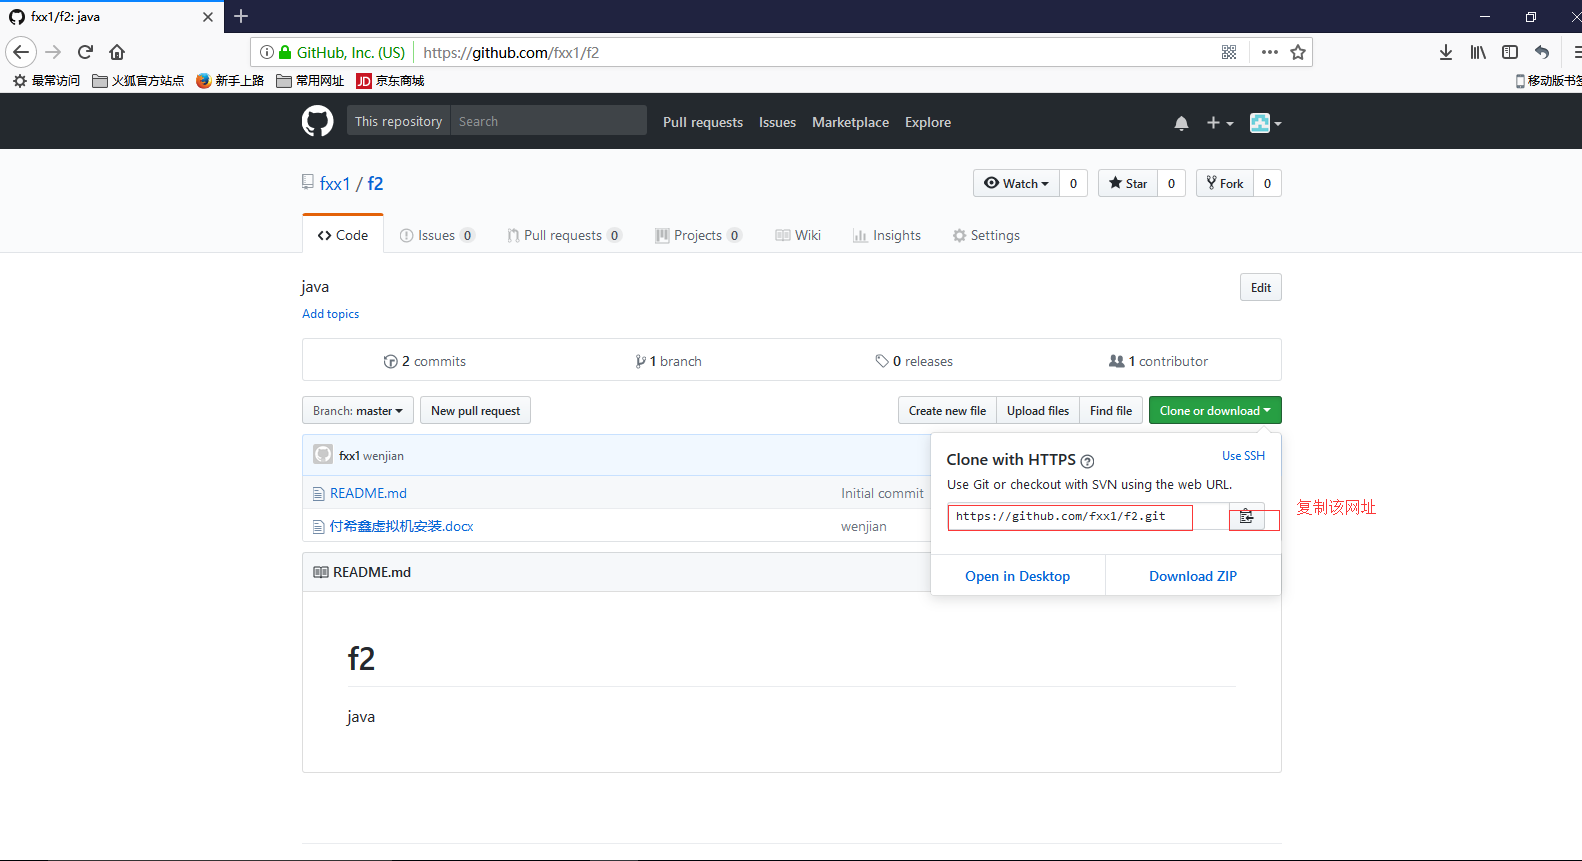 fxx1/f2: java
GitHub, Inc. (US) https://github.com/fxx1/f2
最常访问 火狐官方站点 新手上路 常用网址 JD 京东商城 移动版书签
This repository Search Pull requests Issues Marketplace Explore
fxx1 / f2 Watch 0 Star 0 Fork 0
Code Issues 0 Pull requests 0 Projects 0 Wiki Insights Settings
java Edit
Add topics
2 commits 1 branch 0 releases 1 contributor
Branch: master New pull request Create new file Upload files Find file Clone or download
fxx1 wenjian
README.md Initial commit
付希鑫虚拟机安装.docx wenjian
Clone with HTTPS ? Use SSH
Use Git or checkout with SVN using the web URL.
https://github.com/fxx1/f2.git
复制该网址
Open in Desktop Download ZIP
README.md
f2
java